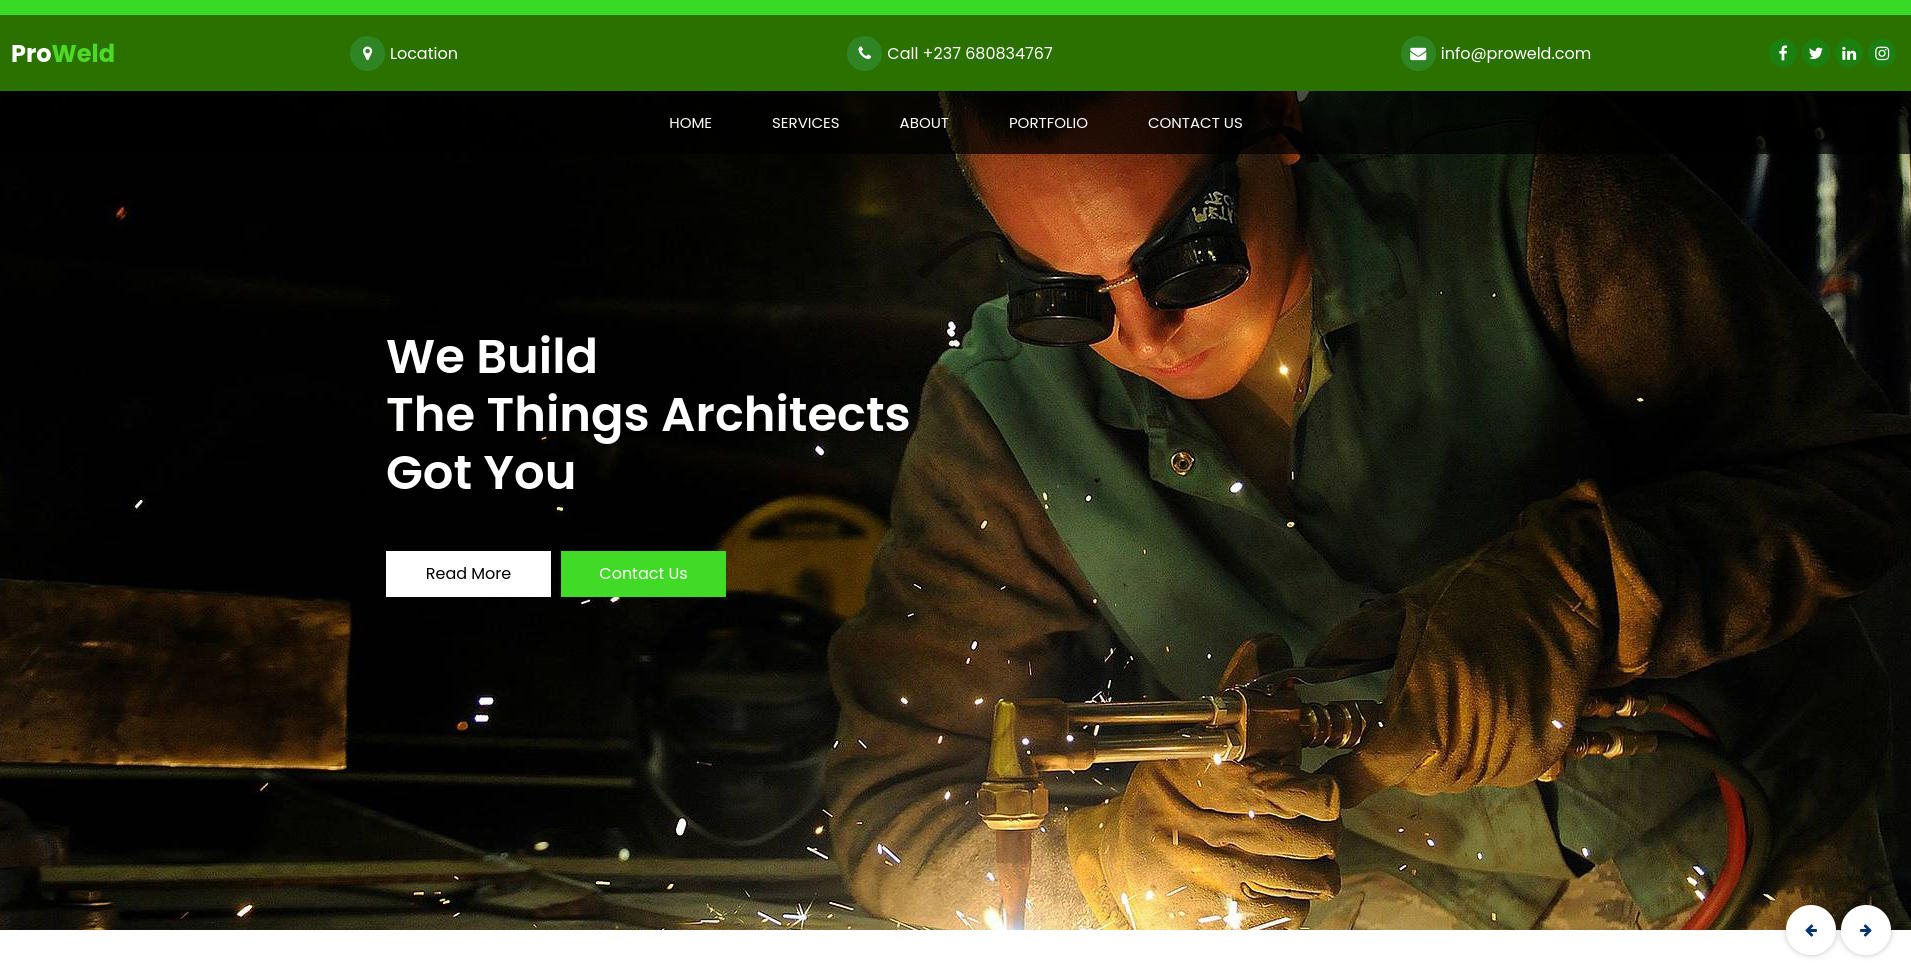 ProWeld
Location
Call +237 680834767
info@proweld.com
HOME
SERVICES
ABOUT
PORTFOLIO
CONTACT US
We Build
The Things Architects
Got You
Read More
Contact Us